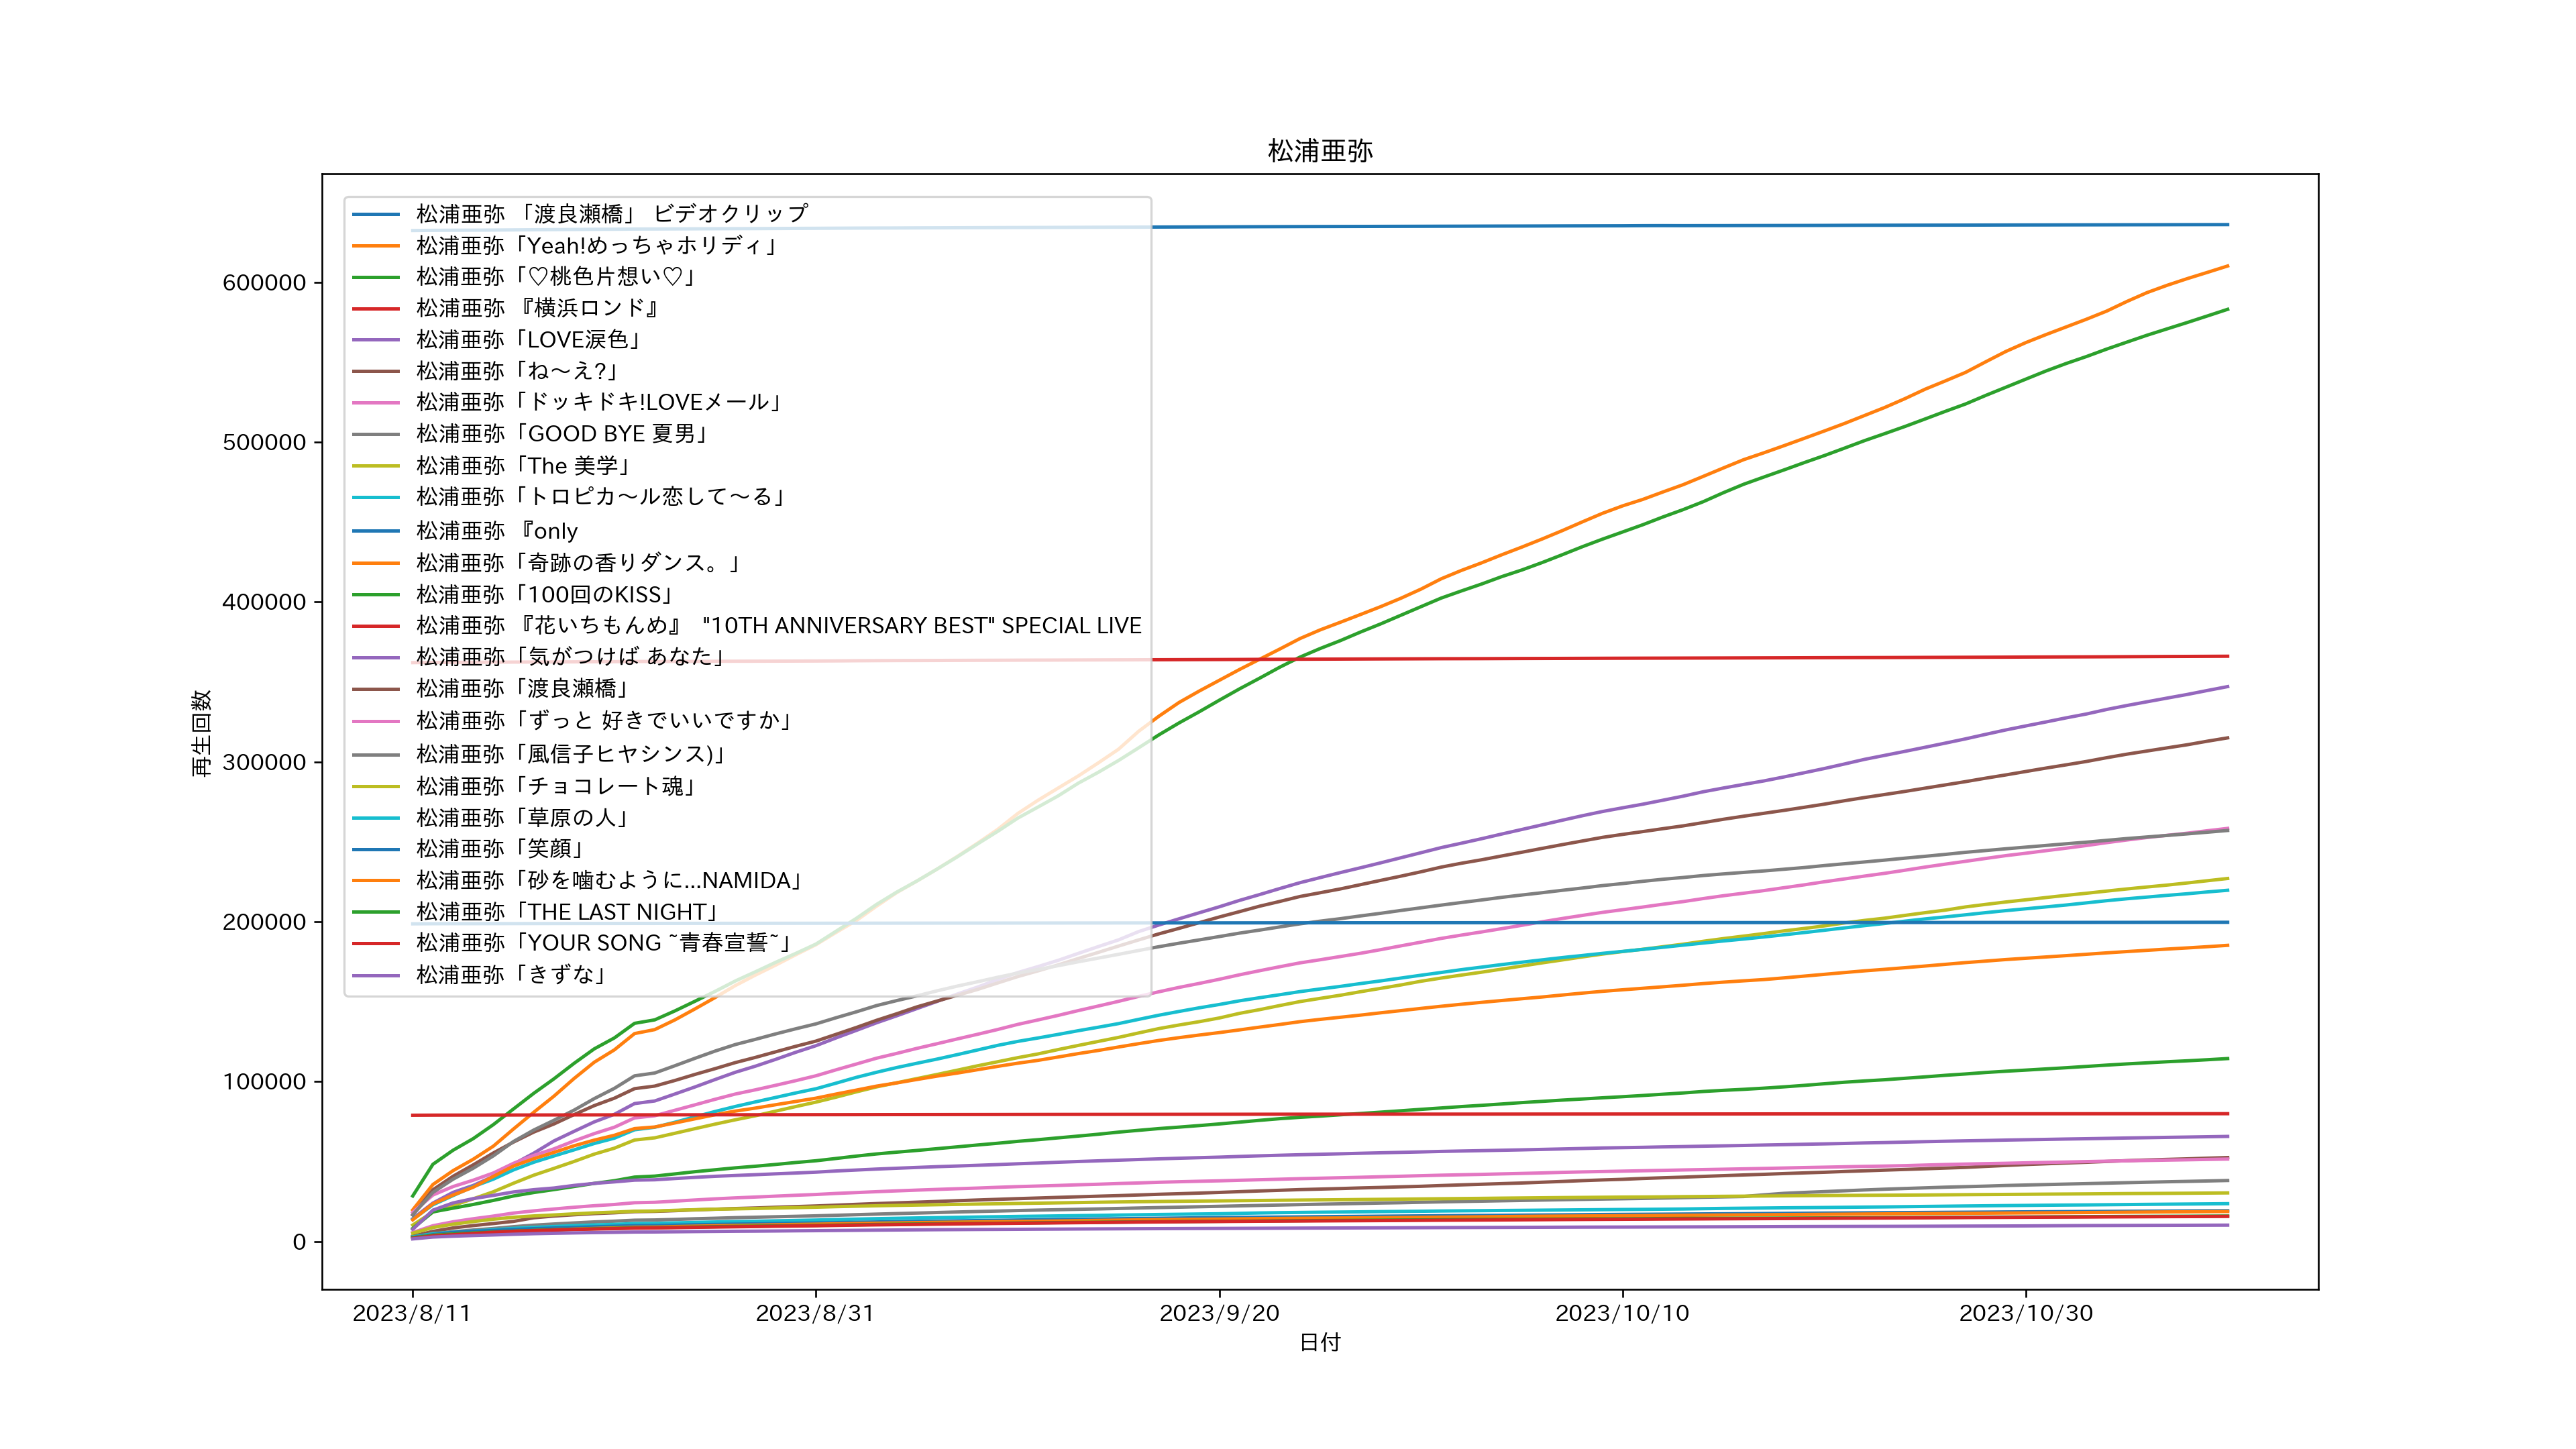 松浦亜弥
松浦亜弥 「渡良瀬橋」 ビデオクリップ
松浦亜弥「Yeah!めっちゃホリディ」
松浦亜弥「♡桃色片想い♡」
松浦亜弥 『横浜ロンド』
松浦亜弥「LOVE涙色」
松浦亜弥「ね～え?」
松浦亜弥「ドッキドキ!LOVEメール」
松浦亜弥「GOOD BYE 夏男」
松浦亜弥「The 美学」
松浦亜弥「トロピカ～ル恋して～る」
松浦亜弥 『only
松浦亜弥「奇跡の香りダンス。」
松浦亜弥「100回のKISS」
松浦亜弥 『花いちもんめ』 "10TH ANNIVERSARY BEST" SPECIAL LIVE
松浦亜弥「気がつけば あなた」
松浦亜弥「渡良瀬橋」
松浦亜弥「ずっと 好きでいいですか」
松浦亜弥「風信子ヒヤシンス)」
松浦亜弥「チョコレート魂」
松浦亜弥「草原の人」
松浦亜弥「笑顔」
松浦亜弥「砂を噛むように…NAMIDA」
松浦亜弥「THE LAST NIGHT」
松浦亜弥「YOUR SONG ~青春宣誓~」
松浦亜弥「きずな」
600000
500000
400000
300000
200000
100000
0
再生回数
2023/8/11
2023/8/31
2023/9/20
2023/10/10
2023/10/30
日付